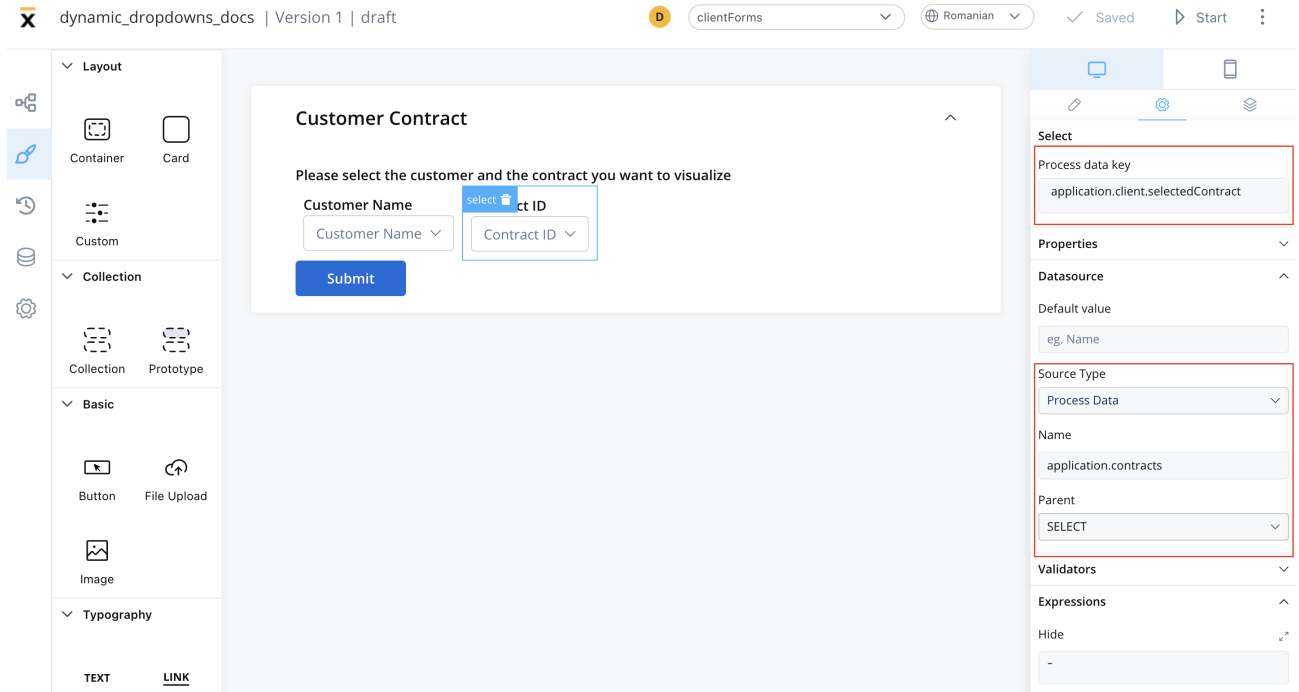 dynamic_dropdowns_docs | Version 1 | draft
D
clientForms
Romanian
Saved
Start
Layout
Container
Card
Custom
Collection
Collection
Prototype
Basic
Button
File Upload
Image
Typography
TEXT
LINK
Customer Contract
Please select the customer and the contract you want to visualize
Customer Name
select
ct ID
Customer Name
Contract ID
Submit
Select
Process data key
application.client.selectedContract
Properties
Datasource
Default value
eg. Name
Source Type
Process Data
Name
application.contracts
Parent
SELECT
Validators
Expressions
Hide
-